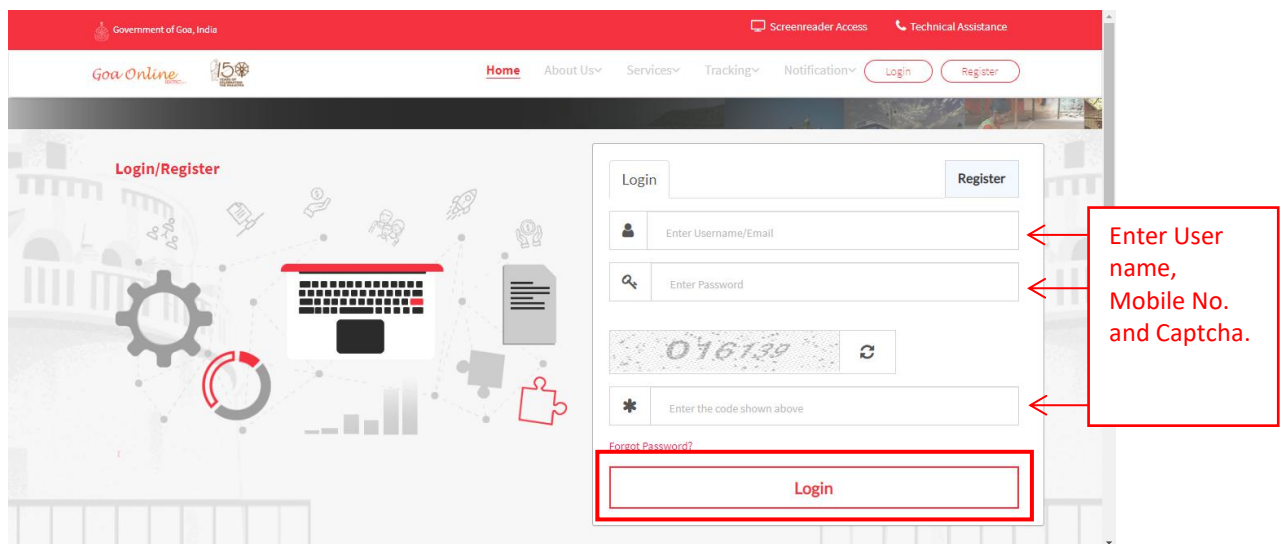 Government of Goa, India
Screenreader Access
Technical Assistance
Goa Online
150
Home
About Us
Services
Tracking
Notification
Login
Register
Login/Register
Login
Register
Enter Username/Email
Enter Password
016139
Enter the code shown above
Forgot Password?
Login
Enter User
name,
Mobile No.
and Captcha.